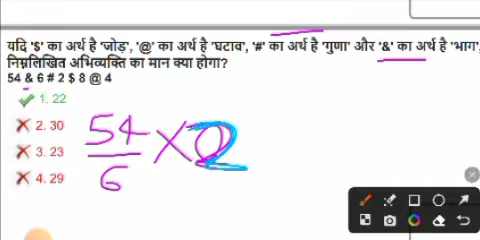 यदि '$' का अर्थ है 'जोड़', '@' का अर्थ है 'घटाव', '#' का अर्थ है 'गुणा' और '&' का अर्थ है 'भाग',
निम्नलिखित अभिव्यक्ति का मान क्या होगा?
54 & 6 # 2 $ 8 @ 4
1. 22
2. 30
3. 23
4. 29
54
6
× 2